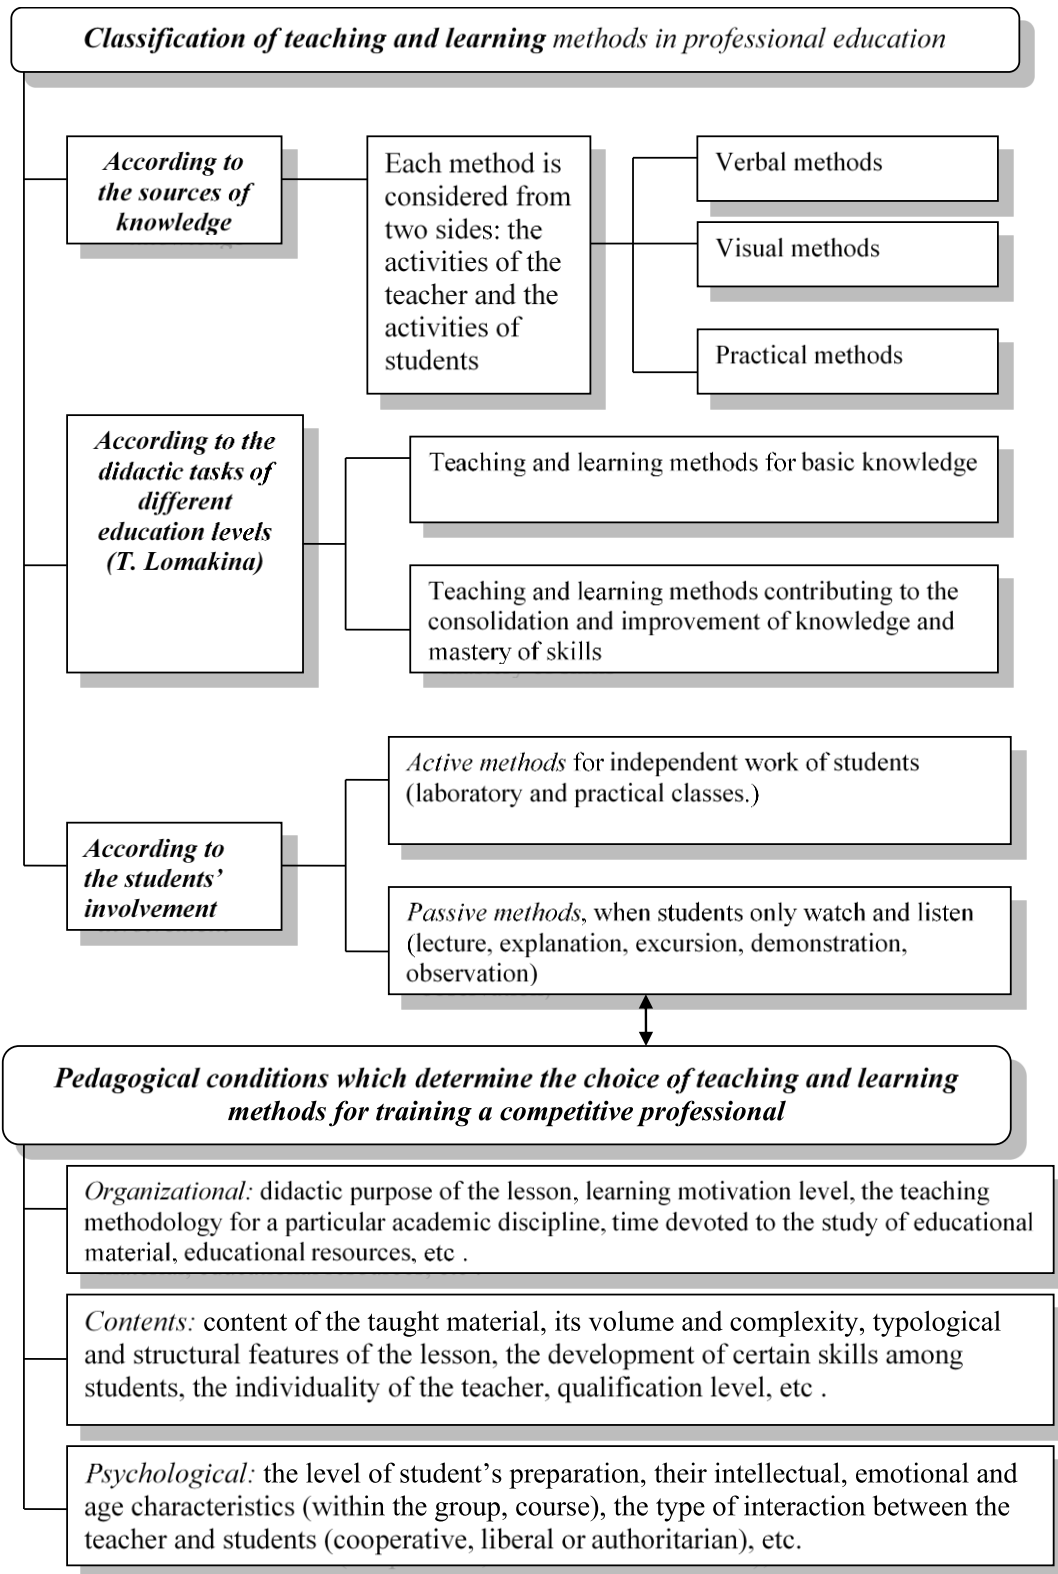 Classification of teaching and learning methods in professional education
According to
the sources of
knowledge
Each method is
considered from
two sides: the
activities of the
teacher and the
activities of
students
Verbal methods
Visual methods
Practical methods
According to the
didactic tasks of
different
education levels
(T. Lomakina)
Teaching and learning methods for basic knowledge
Teaching and learning methods contributing to the
consolidation and improvement of knowledge and
mastery of skills
According to
the students’
involvement
Active methods for independent work of students
(laboratory and practical classes.)
Passive methods, when students only watch and listen
(lecture, explanation, excursion, demonstration,
observation)
Pedagogical conditions which determine the choice of teaching and learning
methods for training a competitive professional
Organizational: didactic purpose of the lesson, learning motivation level, the teaching
methodology for a particular academic discipline, time devoted to the study of educational
material, educational resources, etc .
Contents: content of the taught material, its volume and complexity, typological
and structural features of the lesson, the development of certain skills among
students, the individuality of the teacher, qualification level, etc .
Psychological: the level of student’s preparation, their intellectual, emotional and
age characteristics (within the group, course), the type of interaction between the
teacher and students (cooperative, liberal or authoritarian), etc.